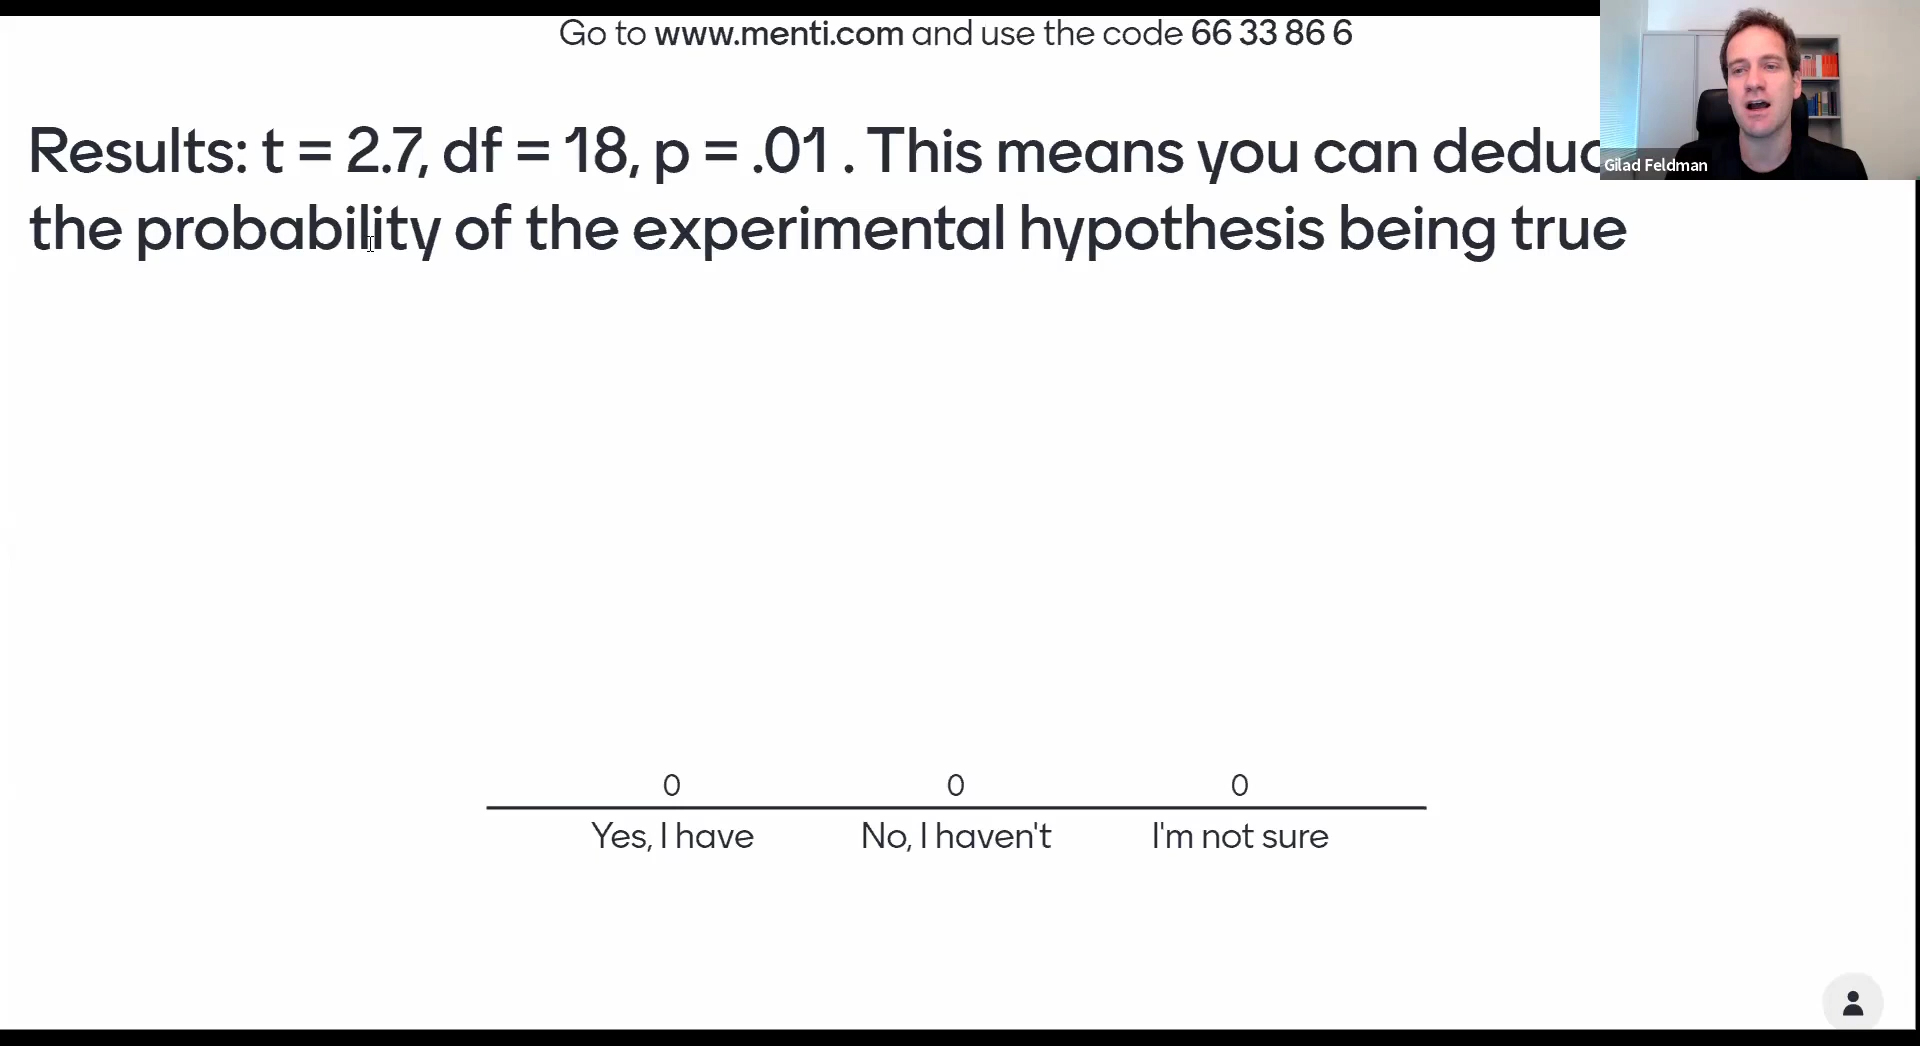 Go to www.menti.com and use the code 66 33 86 6
Results: t = 2.7, df = 18, p = .01 . This means you can
the probability of the experimental hypothesis being true
Gilad Feldman
0 0 0
Yes, I have No, I haven't I'm not sure